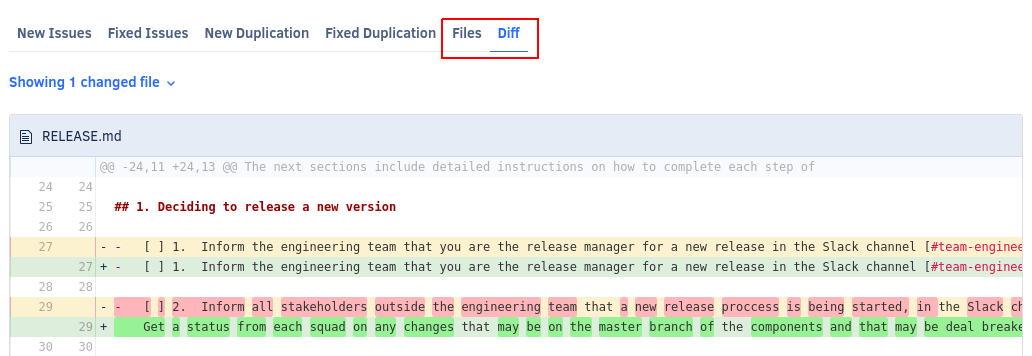 New Issues Fixed Issues New Duplication Fixed Duplication Files Diff
Showing 1 changed file
RELEASE.md
@@ -24,11 +24,13 @@ The next sections include detailed instructions on how to complete each step of
24 24
25 25 ## 1. Deciding to release a new version
26 26
27 - - [ ] 1. Inform the engineering team that you are the release manager for a new release in the Slack channel [#team-enginee
27 + - [ ] 1. Inform the engineering team that you are the release manager for a new release in the Slack channel [#team-enginee
28 28
29 - - [ ] 2. Inform all stakeholders outside the engineering team that a new release proccess is being started, in the Slack ch
29 + Get a status from each squad on any changes that may be on the master branch of the components and that may be deal breake
30 30